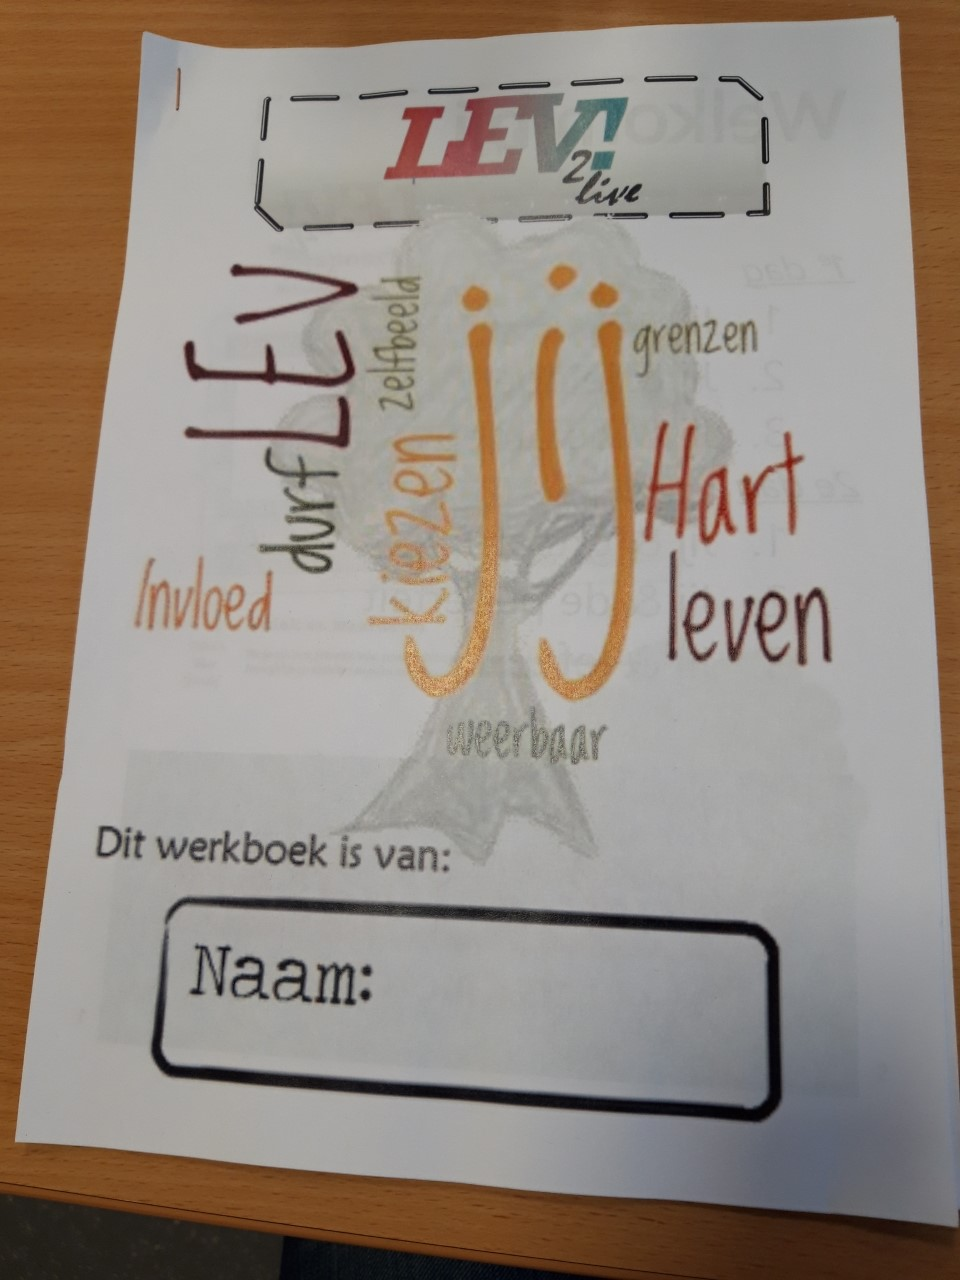 LEV!
2
live
LEV
zelfbeeld
jij
grenzen
durf
kiezen
Hart
Invloed
leven
weerbaar
Dit werkboek is van:
Naam: